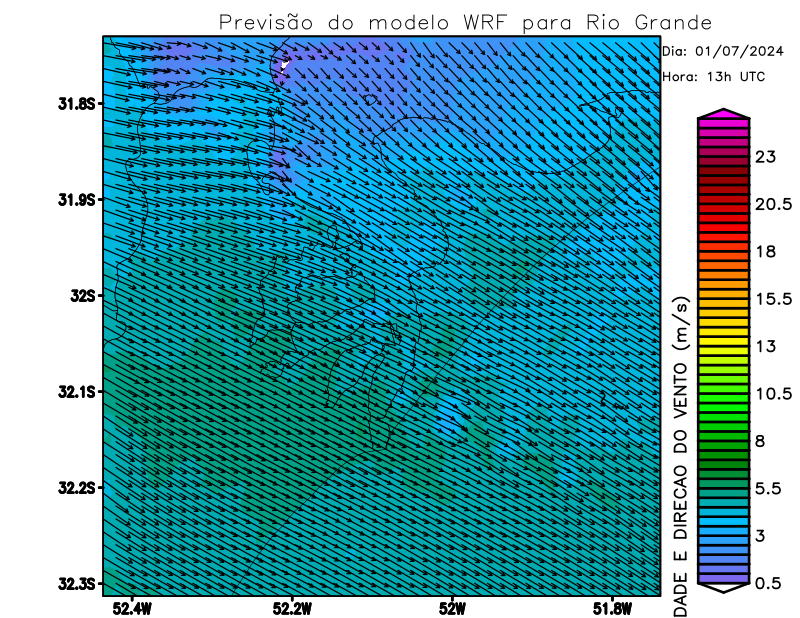 Previsão do modelo WRF para Rio Grande
Dia: 01/07/2024
Hora: 13h UTC
31.8S
31.9S
32S
32.1S
32.2S
32.3S
52.4W
52.2W
52W
51.8W
23
20.5
18
15.5
13
10.5
8
5.5
3
0.5
DADE E DIRECAO DO VENTO (m/s)